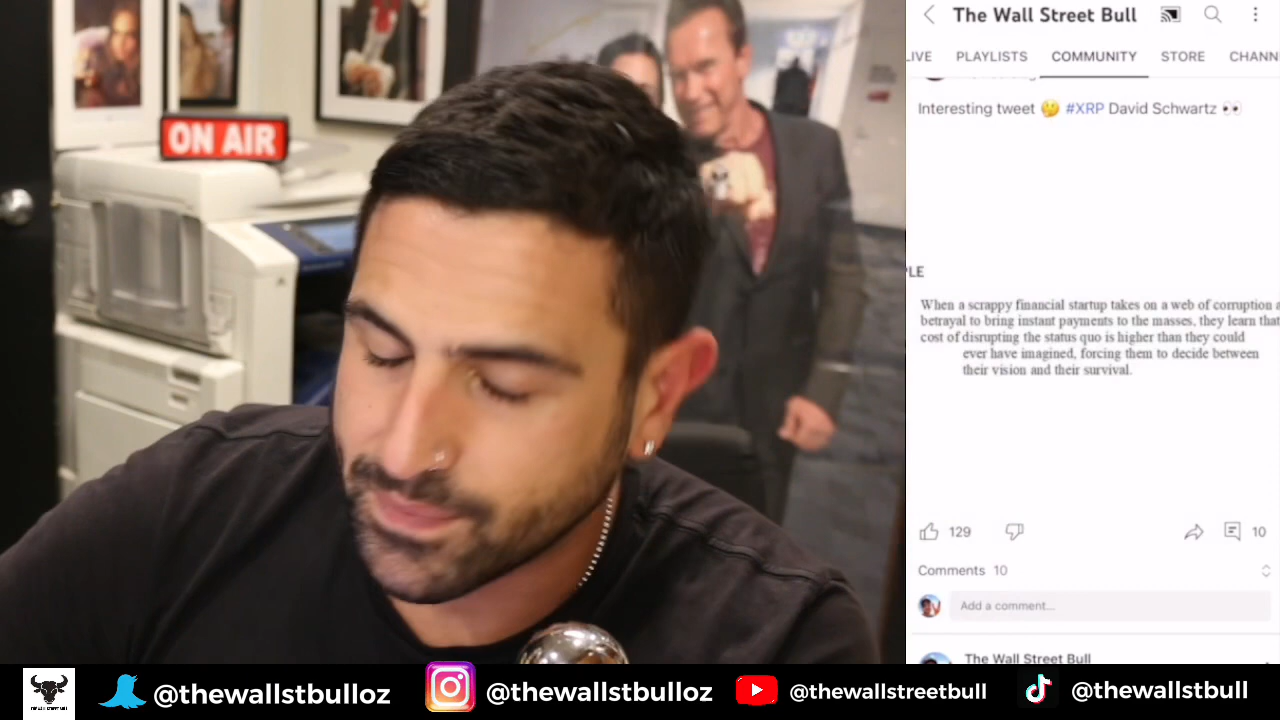 ON AIR
The Wall Street Bull
LIVE PLAYLISTS COMMUNITY STORE CHANN
Interesting tweet 🤔 #XRP David Schwartz 👀
PLE
When a scrappy financial startup takes on a web of corruption a
betrayal to bring instant payments to the masses, they learn that
cost of disrupting the status quo is higher than they could
ever have imagined, forcing them to decide between
their vision and their survival.
129
10
Comments 10
Add a comment...
The Wall Street Bull
@thewallstbulloz
@thewallstbulloz
@thewallstreetbull
@thewallstbull